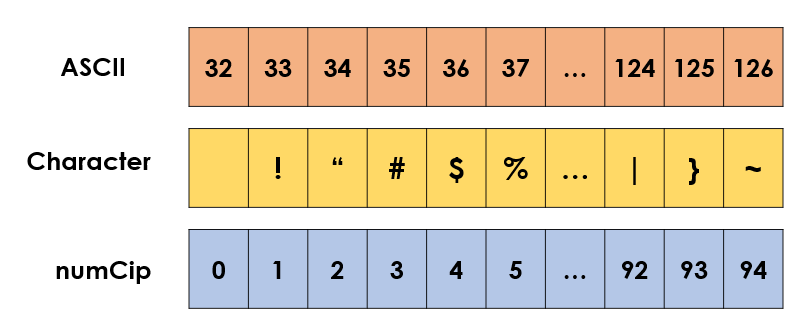 ASCII 32 33 34 35 36 37 ... 124 125 126
Character ! “ # $ % ... | } ~
numCip 0 1 2 3 4 5 ... 92 93 94